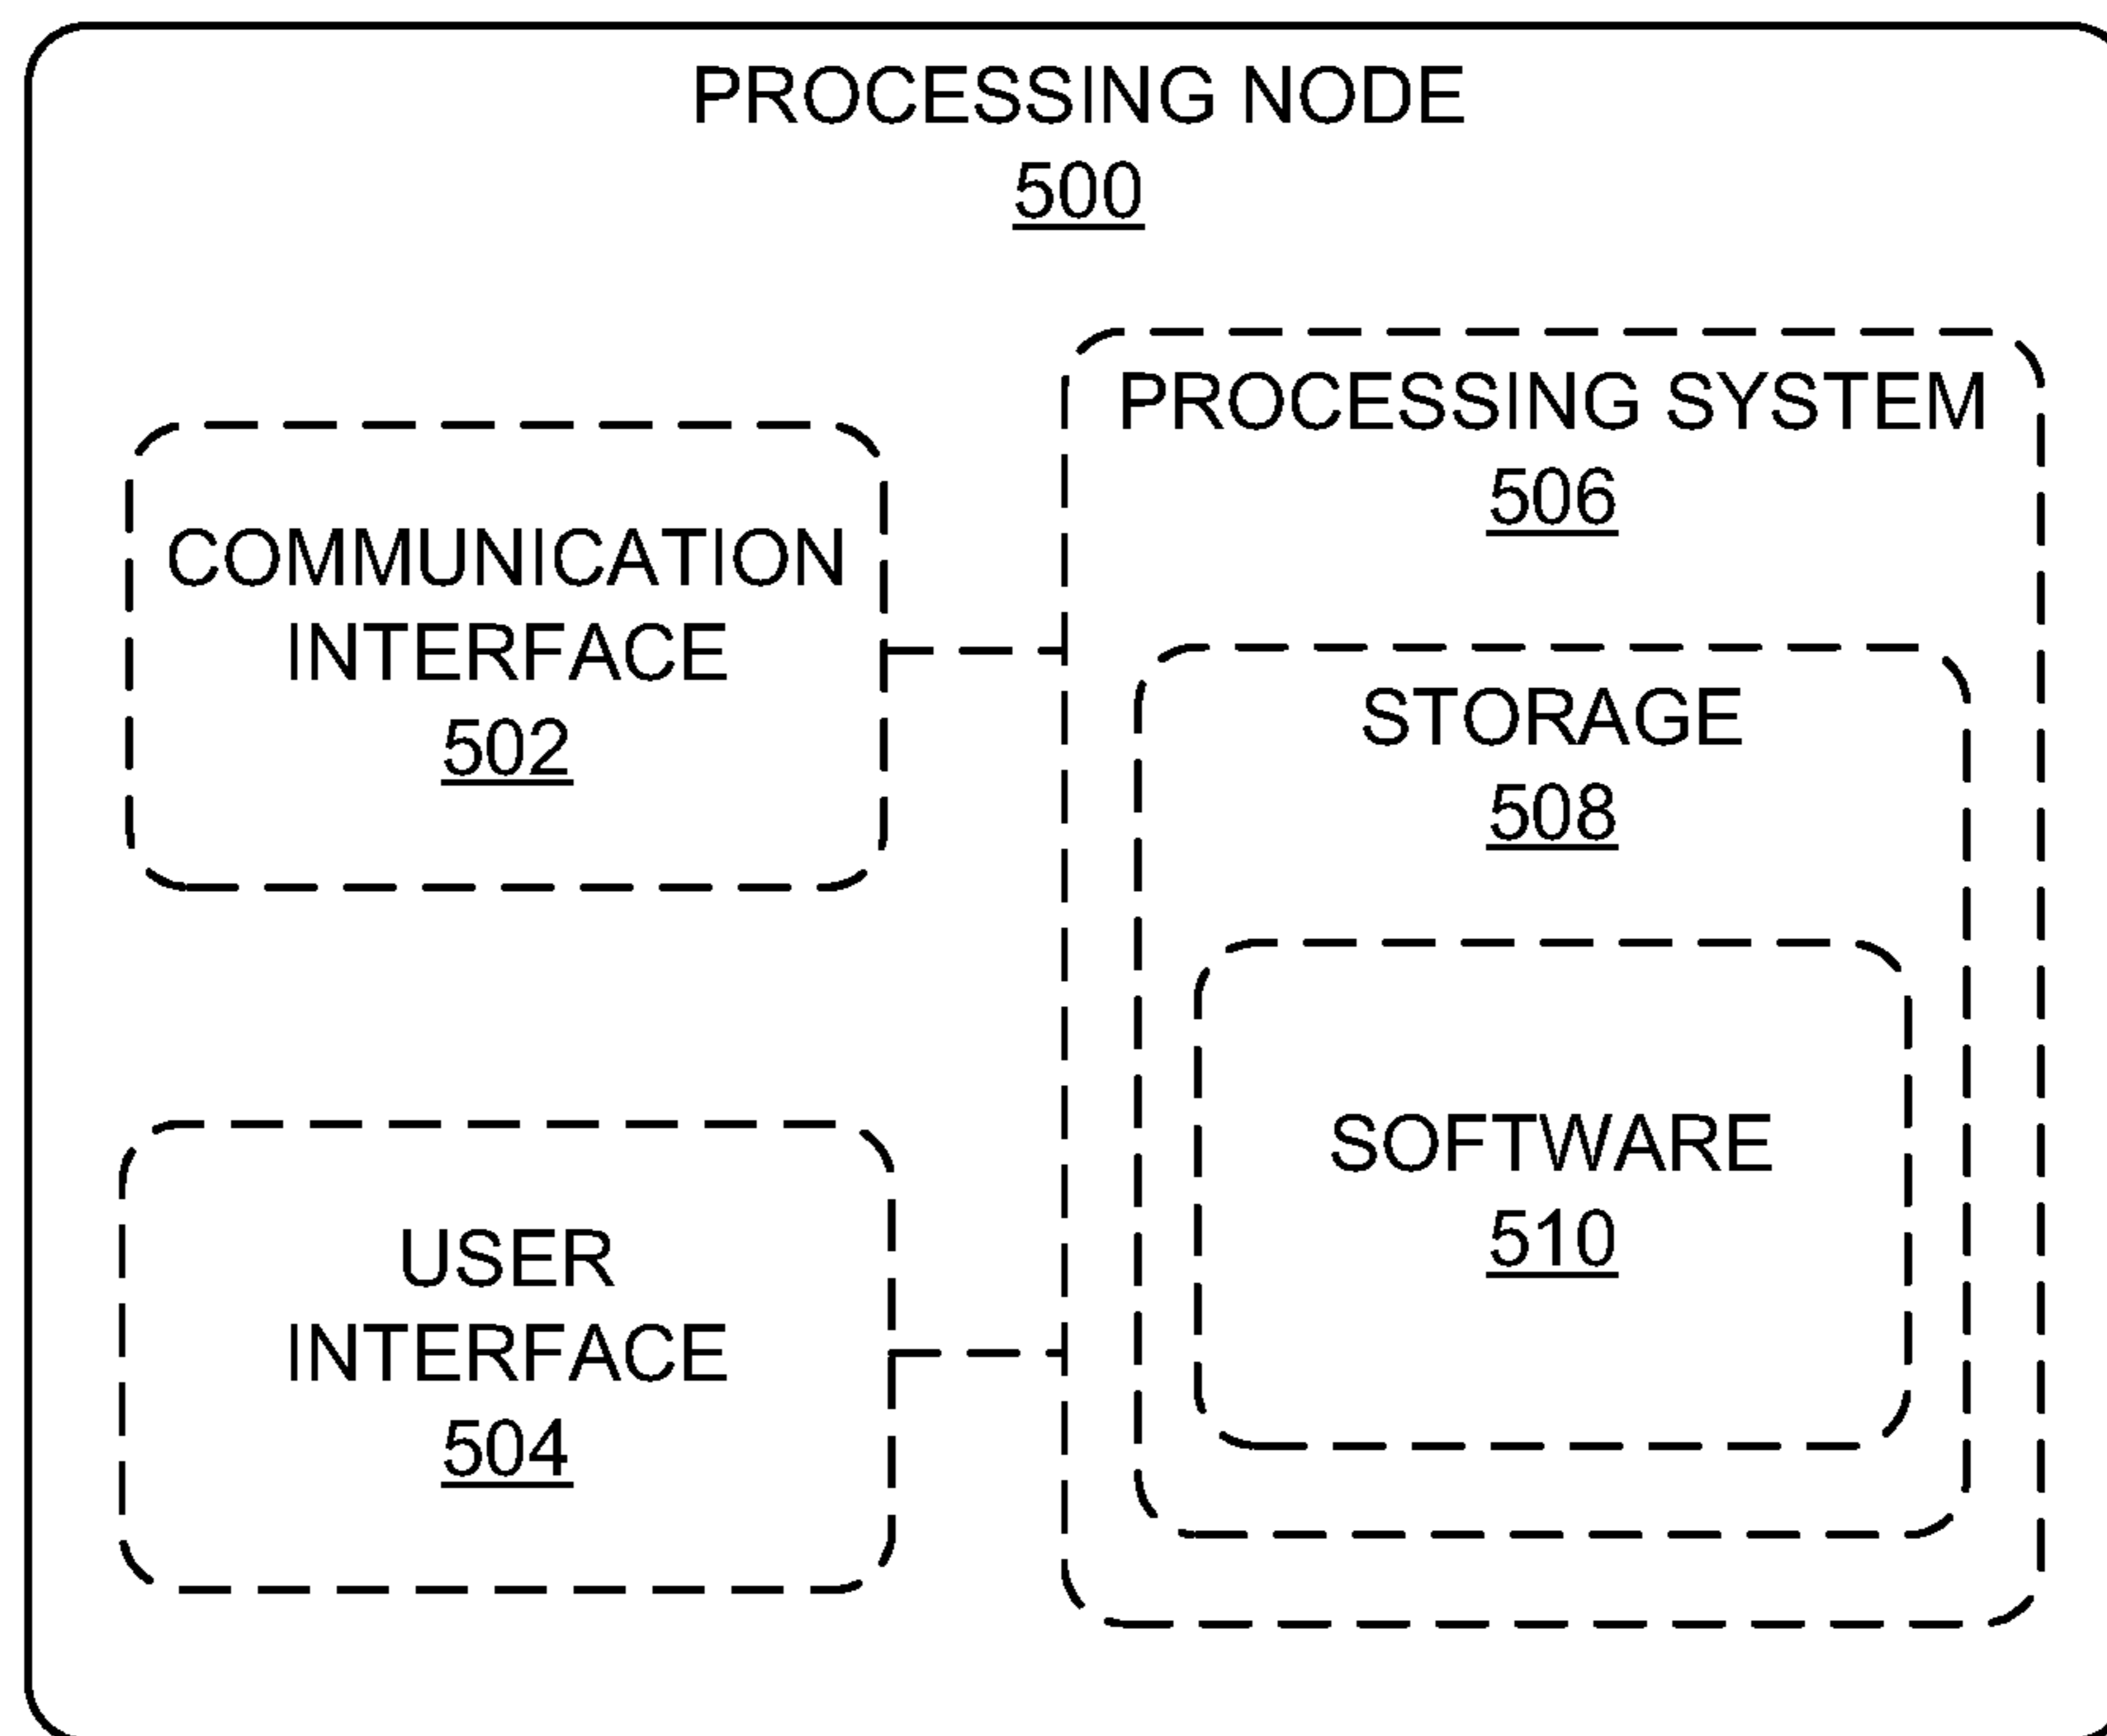 PROCESSING NODE
500
COMMUNICATION
INTERFACE
502
USER
INTERFACE
504
PROCESSING SYSTEM
506
STORAGE
508
SOFTWARE
510